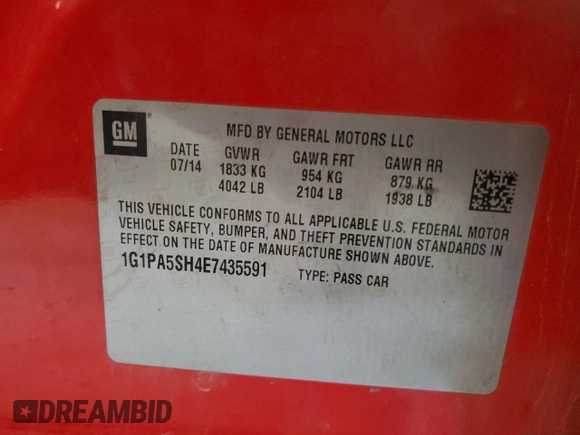 GM
MFD BY GENERAL MOTORS LLC
DATE GVWR GAWR FRT GAWR RR
07/14 1833 KG 954 KG 879 KG
4042 LB 2104 LB 1938 LB
THIS VEHICLE CONFORMS TO ALL APPLICABLE U.S. FEDERAL MOTOR
VEHICLE SAFETY, BUMPER, AND THEFT PREVENTION STANDARDS IN
EFFECT ON THE DATE OF MANUFACTURE SHOWN ABOVE.
1G1PA5SH4E7435591 TYPE: PASS CAR
DREAMBID